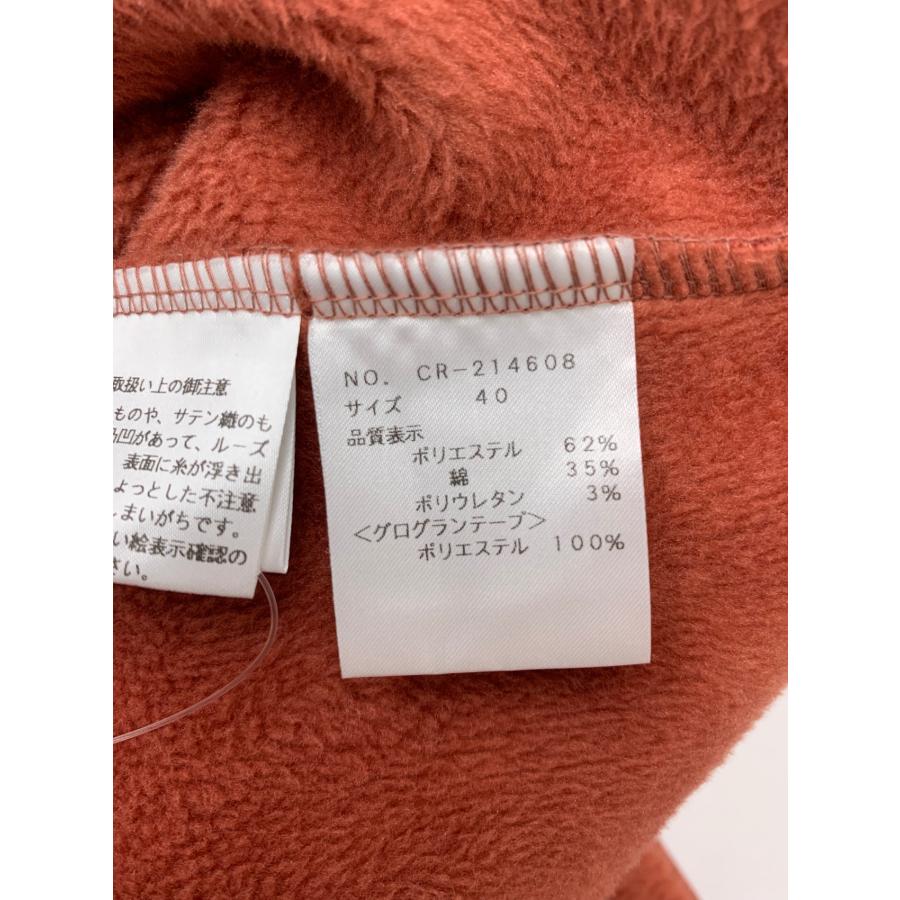 取扱い上の御注意
ものや、サテン織のも
凸凹があって、ルーズ
表面に糸が浮き出
ょっとした不注意
しまいがちです。
い絵表示確認の
さい。
NO. CR-214608
サイズ 40
品質表示
ポリエステル 62%
綿 35%
ポリウレタン 3%
<グログランテープ>
ポリエステル 100%